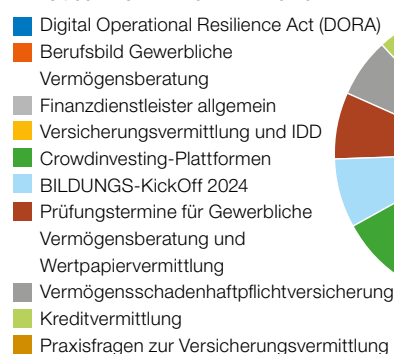 Digital Operational Resilience Act (DORA)
Berufsbild Gewerbliche
Vermögensberatung
Finanzdienstleister allgemein
Versicherungsvermittlung und IDD
Crowdinvesting-Plattformen
BILDUNGS-KickOff 2024
Prüfungstermine für Gewerbliche
Vermögensberatung und
Wertpapiervermittlung
Vermögensschadenhaftpflichtversicherung
Kreditvermittlung
Praxisfragen zur Versicherungsvermittlung